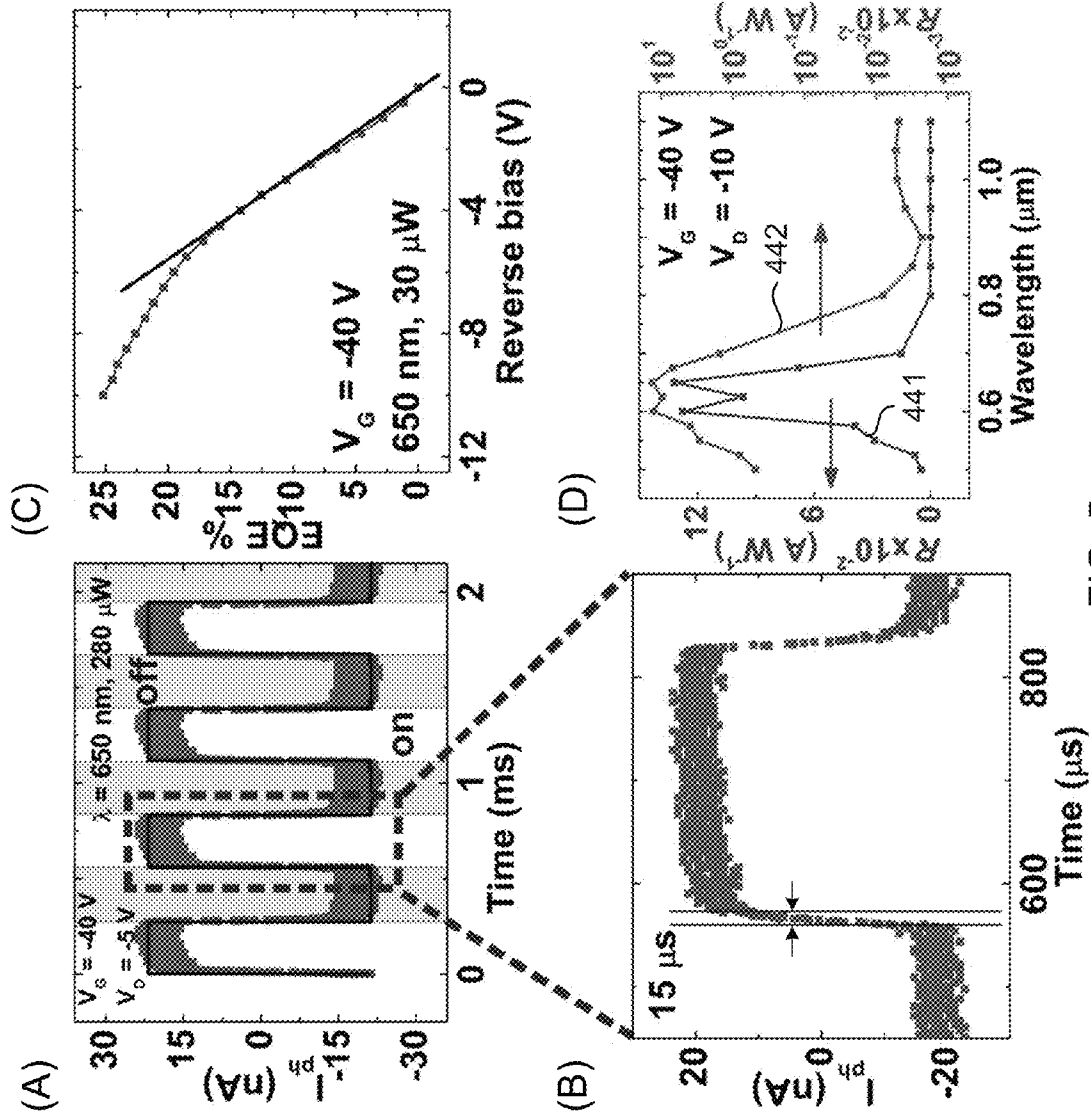 (A)
V_G = -40 V
V_D = -5 V
λ = 650 nm, 280 μW
off
on
30
15
0
-15
-30
I_ph (nA)
0
1
2
Time (ms)
(B)
15 μs
20
0
-20
I_ph (nA)
600
800
Time (μs)
(C)
25
20
15
10
5
0
EQE %
V_G = -40 V
650 nm, 30 μW
-12
-8
-4
0
Reverse bias (V)
(D)
V_G = -40 V
V_D = -10 V
442
441
12
6
0
R x10^-2 (A W^-1)
0.6
0.8
1.0
Wavelength (μm)
10^1
10^0
10^-1
10^-2
10^-3